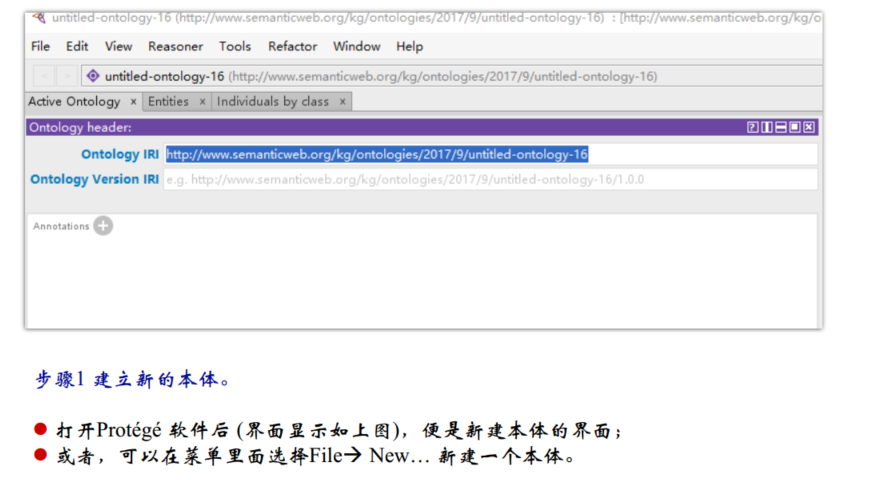 untitled-ontology-16 (http://www.semanticweb.org/kg/ontologies/2017/9/untitled-ontology-16) : [http://www.semanticweb.org/kg/o
File Edit View Reasoner Tools Refactor Window Help
< > untitled-ontology-16 (http://www.semanticweb.org/kg/ontologies/2017/9/untitled-ontology-16)
Active Ontology × Entities × Individuals by class ×
Ontology header:
Ontology IRI http://www.semanticweb.org/kg/ontologies/2017/9/untitled-ontology-16
Ontology Version IRI e.g. http://www.semanticweb.org/kg/ontologies/2017/9/untitled-ontology-16/1.0.0
Annotations +
步骤1 建立新的本体。
● 打开Protégé 软件后 (界面显示如上图)，便是新建本体的界面；
● 或者，可以在菜单里面选择File→ New… 新建一个本体。